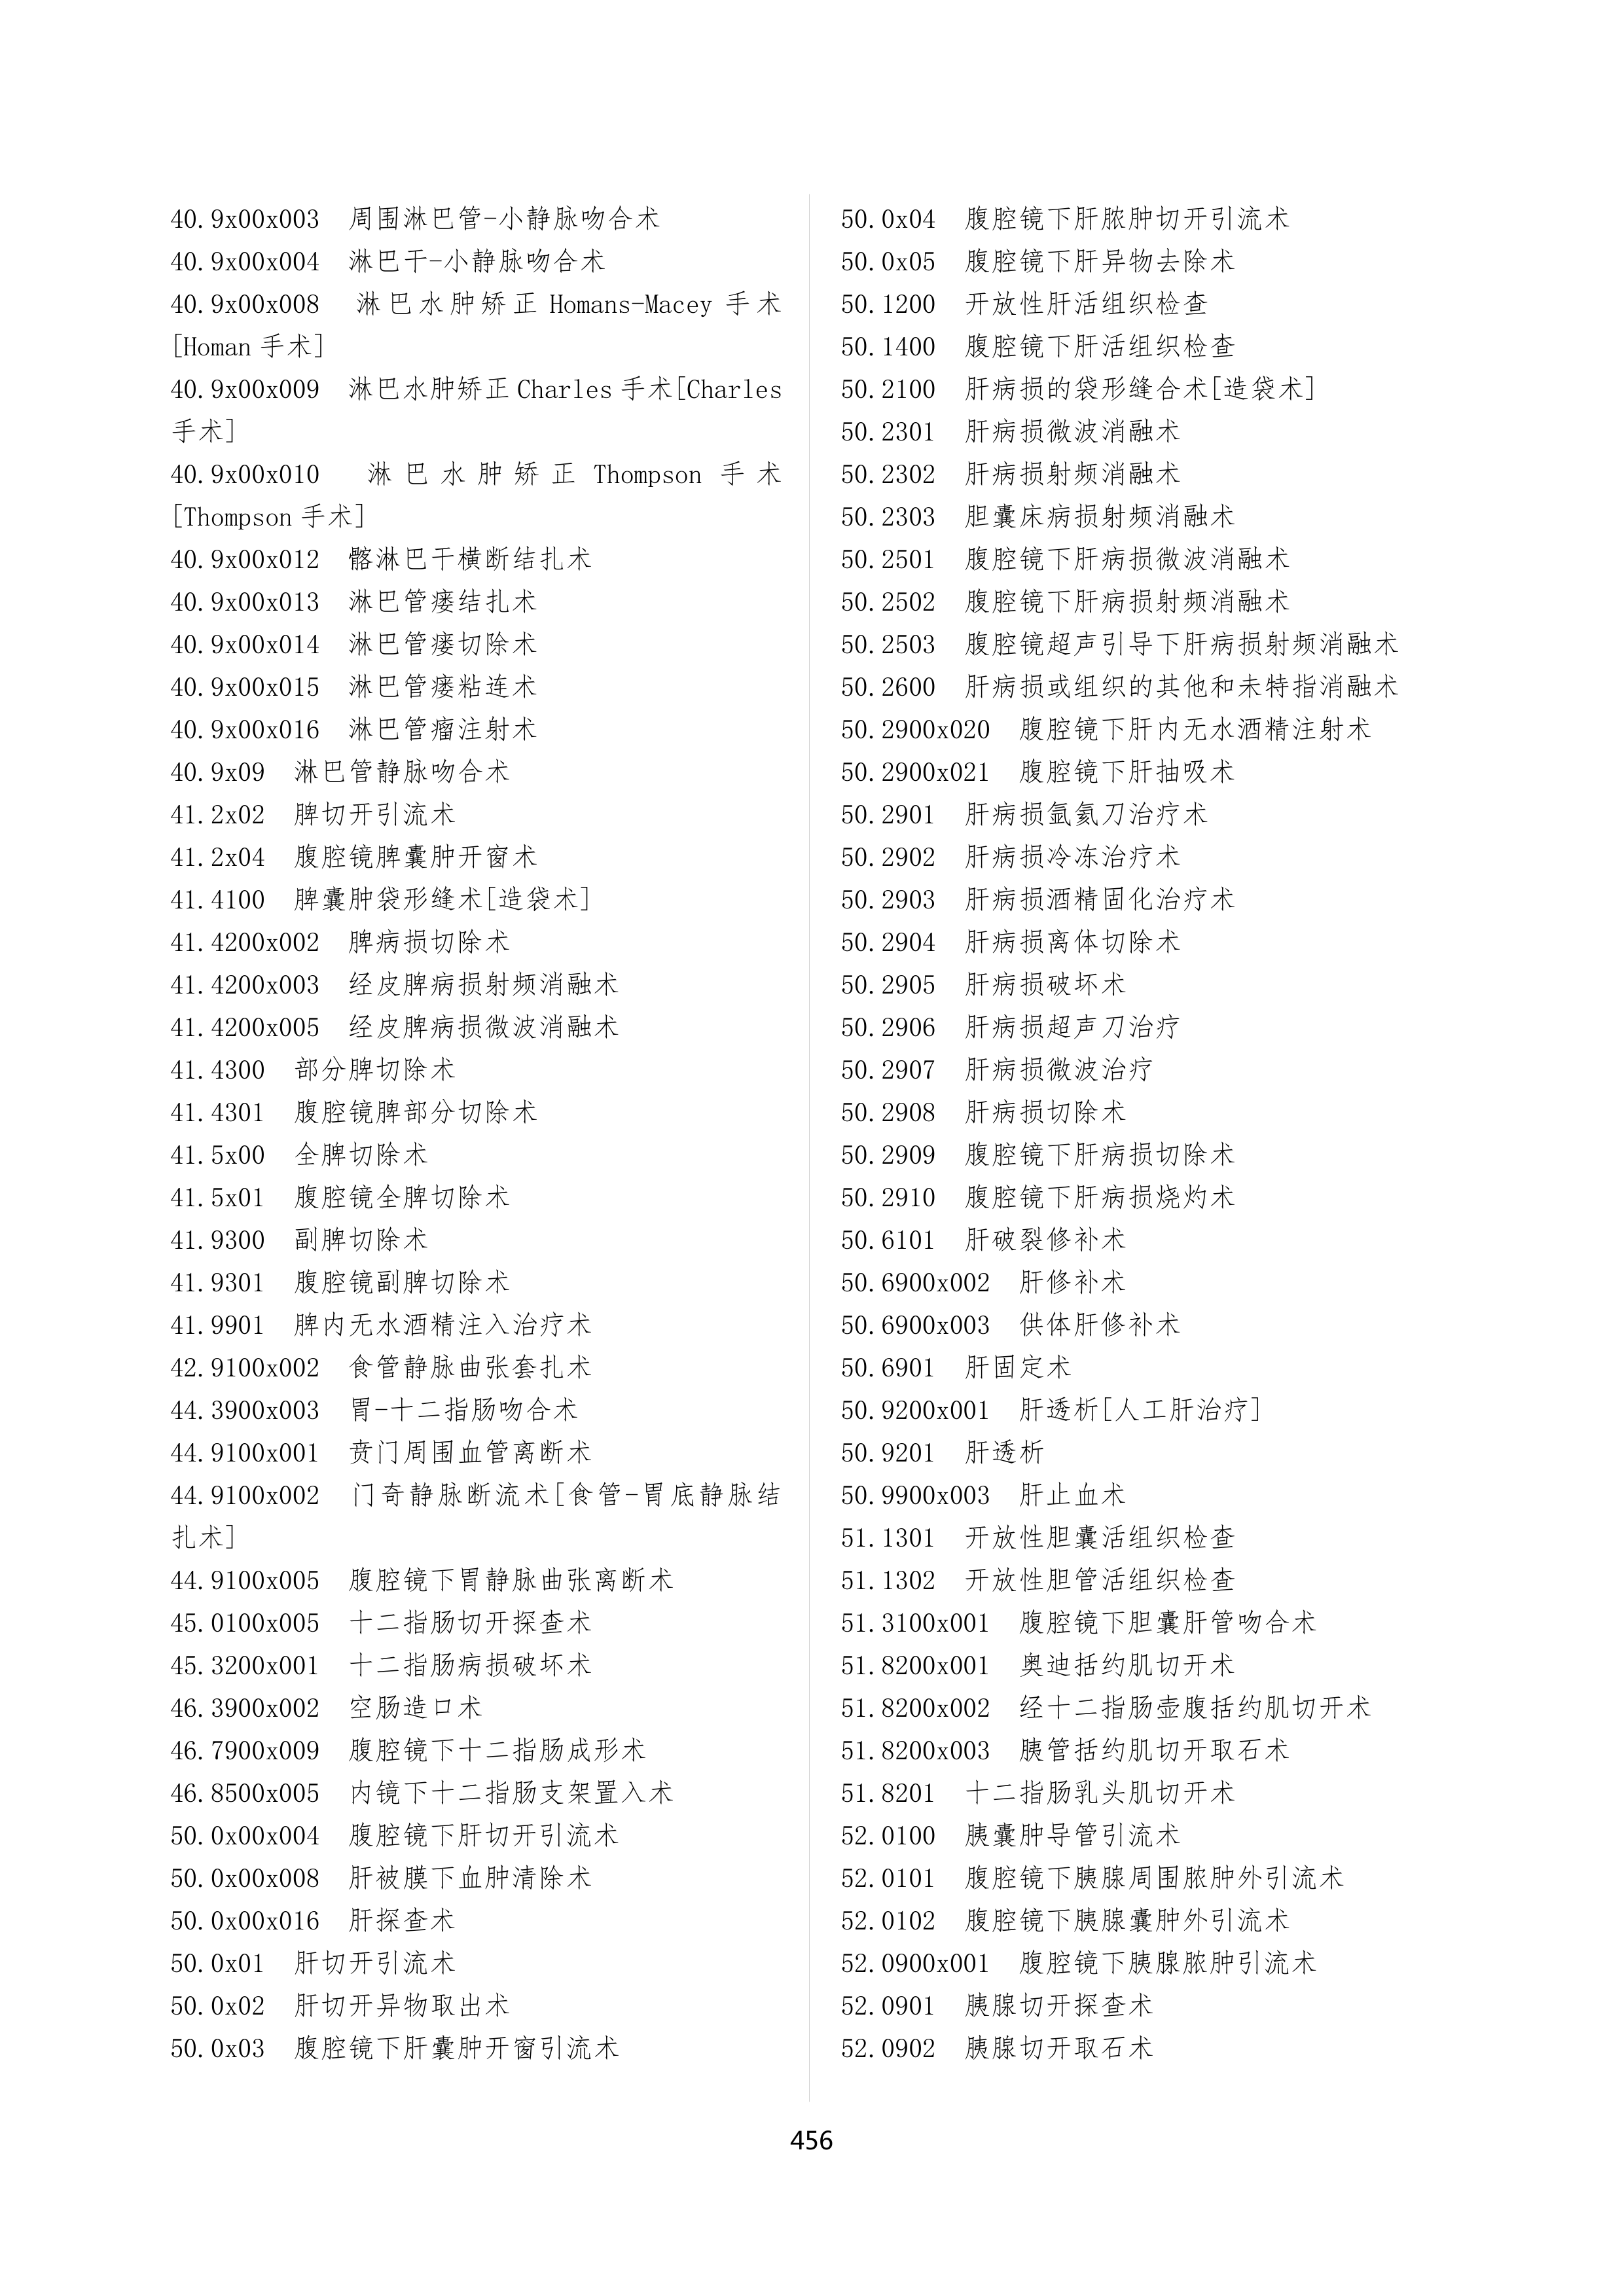 40.9x00x003 周围淋巴管-小静脉吻合术
40.9x00x004 淋巴干-小静脉吻合术
40.9x00x008 淋巴水肿矫正 Homans-Macey 手术
[Homan 手术]
40.9x00x009 淋巴水肿矫正 Charles 手术[Charles
手术]
40.9x00x010 淋巴水肿矫正 Thompson 手术
[Thompson 手术]
40.9x00x012 髂淋巴干横断结扎术
40.9x00x013 淋巴管瘘结扎术
40.9x00x014 淋巴管瘘切除术
40.9x00x015 淋巴管瘘粘连术
40.9x00x016 淋巴管瘤注射术
40.9x09 淋巴管静脉吻合术
41.2x02 脾切开引流术
41.2x04 腹腔镜脾囊肿开窗术
41.4100 脾囊肿袋形缝术[造袋术]
41.4200x002 脾病损切除术
41.4200x003 经皮脾病损射频消融术
41.4200x005 经皮脾病损微波消融术
41.4300 部分脾切除术
41.4301 腹腔镜脾部分切除术
41.5x00 全脾切除术
41.5x01 腹腔镜全脾切除术
41.9300 副脾切除术
41.9301 腹腔镜副脾切除术
41.9901 脾内无水酒精注入治疗术
42.9100x002 食管静脉曲张套扎术
44.3900x003 胃-十二指肠吻合术
44.9100x001 贲门周围血管离断术
44.9100x002 门奇静脉断流术[食管-胃底静脉结
扎术]
44.9100x005 腹腔镜下胃静脉曲张离断术
45.0100x005 十二指肠切开探查术
45.3200x001 十二指肠病损破坏术
46.3900x002 空肠造口术
46.7900x009 腹腔镜下十二指肠成形术
46.8500x005 内镜下十二指肠支架置入术
50.0x00x004 腹腔镜下肝切开引流术
50.0x00x008 肝被膜下血肿清除术
50.0x00x016 肝探查术
50.0x01 肝切开引流术
50.0x02 肝切开异物取出术
50.0x03 腹腔镜下肝囊肿开窗引流术
50.0x04 腹腔镜下肝脓肿切开引流术
50.0x05 腹腔镜下肝异物去除术
50.1200 开放性肝活组织检查
50.1400 腹腔镜下肝活组织检查
50.2100 肝病损的袋形缝合术[造袋术]
50.2301 肝病损微波消融术
50.2302 肝病损射频消融术
50.2303 胆囊床病损射频消融术
50.2501 腹腔镜下肝病损微波消融术
50.2502 腹腔镜下肝病损射频消融术
50.2503 腹腔镜超声引导下肝病损射频消融术
50.2600 肝病损或组织的其他和未特指消融术
50.2900x020 腹腔镜下肝内无水酒精注射术
50.2900x021 腹腔镜下肝抽吸术
50.2901 肝病损氩氦刀治疗术
50.2902 肝病损冷冻治疗术
50.2903 肝病损酒精固化治疗术
50.2904 肝病损离体切除术
50.2905 肝病损破坏术
50.2906 肝病损超声刀治疗
50.2907 肝病损微波治疗
50.2908 肝病损切除术
50.2909 腹腔镜下肝病损切除术
50.2910 腹腔镜下肝病损烧灼术
50.6101 肝破裂修补术
50.6900x002 肝修补术
50.6900x003 供体肝修补术
50.6901 肝固定术
50.9200x001 肝透析[人工肝治疗]
50.9201 肝透析
50.9900x003 肝止血术
51.1301 开放性胆囊活组织检查
51.1302 开放性胆管活组织检查
51.3100x001 腹腔镜下胆囊肝管吻合术
51.8200x001 奥迪括约肌切开术
51.8200x002 经十二指肠壶腹括约肌切开术
51.8200x003 胰管括约肌切开取石术
51.8201 十二指肠乳头肌切开术
52.0100 胰囊肿导管引流术
52.0101 腹腔镜下胰腺周围脓肿外引流术
52.0102 腹腔镜下胰腺囊肿外引流术
52.0900x001 腹腔镜下胰腺脓肿引流术
52.0901 胰腺切开探查术
52.0902 胰腺切开取石术
456